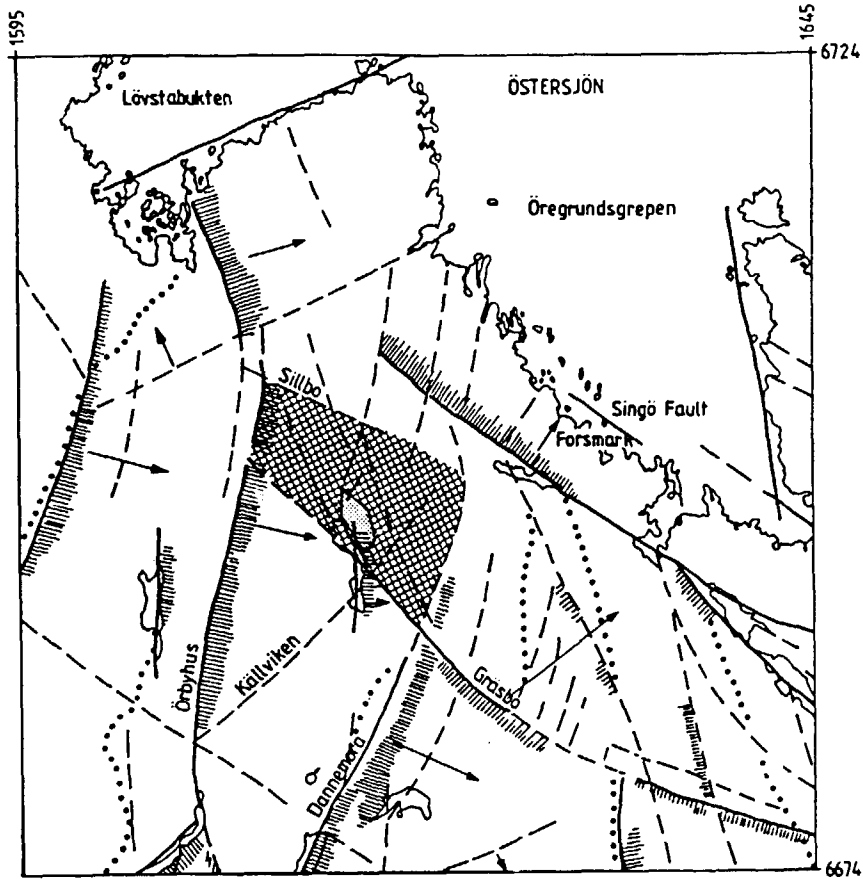 1595
1645
6724
Lövstabukten
ÖSTERSJÖN
Öregrundsgrepen
Sillbo
Singö Fault
Forsmark
Örbyhus
Källviken
Gräsbo
Dannemora
6674